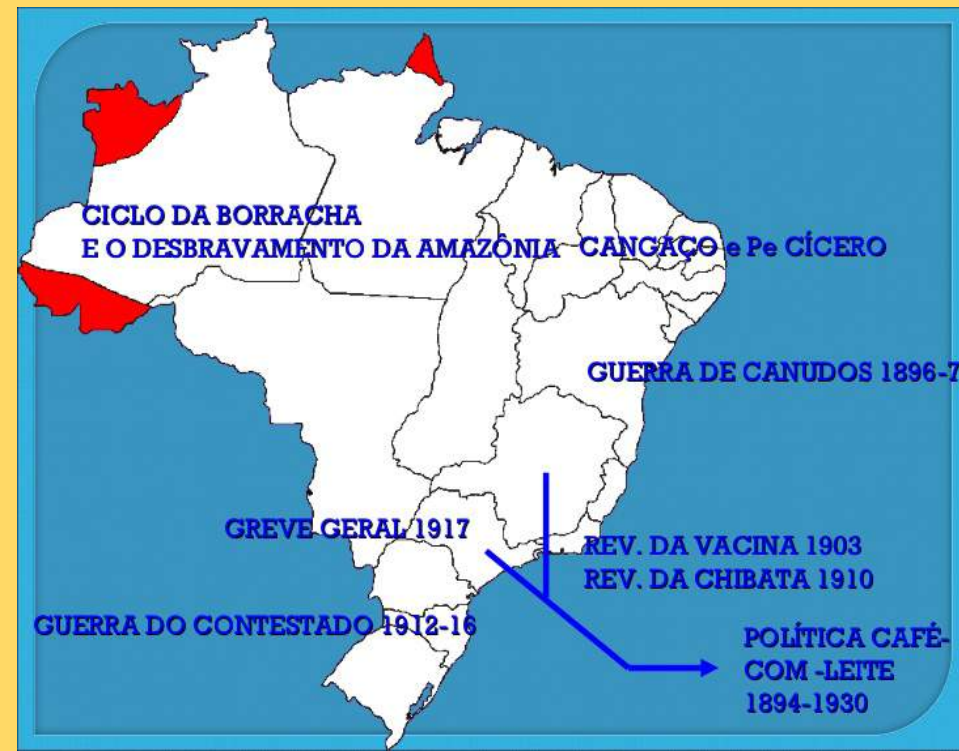 CICLO DA BORRACHA
E O DESBRAVAMENTO DA AMAZÔNIA
CANGAÇO e Pe CÍCERO
GUERRA DE CANUDOS 1896-7
GREVE GERAL 1917
REV. DA VACINA 1903
REV. DA CHIBATA 1910
GUERRA DO CONTESTADO 1912-16
POLÍTICA CAFÉ-
COM -LEITE
1894-1930